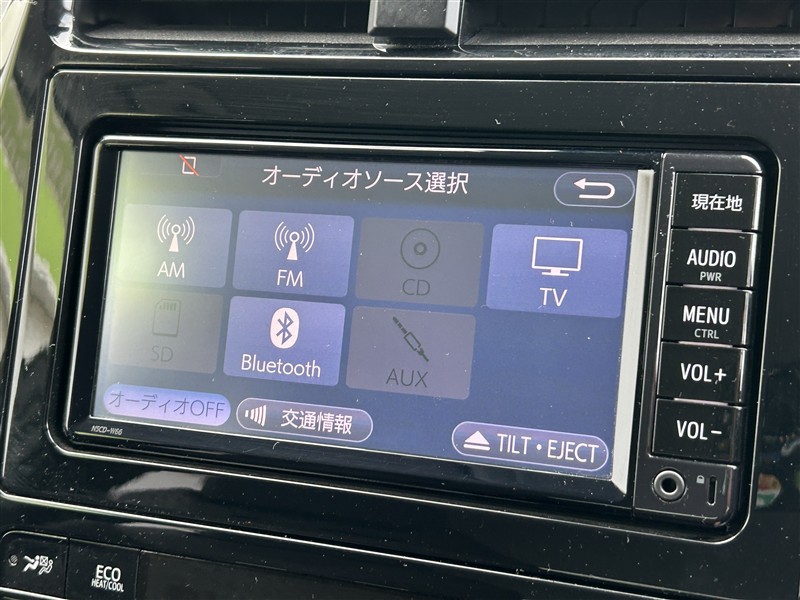 オーディオソース選択
AM
FM
CD
TV
SD
Bluetooth
AUX
オーディオOFF
交通情報
TILT・EJECT
NSCD-W66
現在地
AUDIO
PWR
MENU
CTRL
VOL+
VOL-
ECO
HEAT/COOL